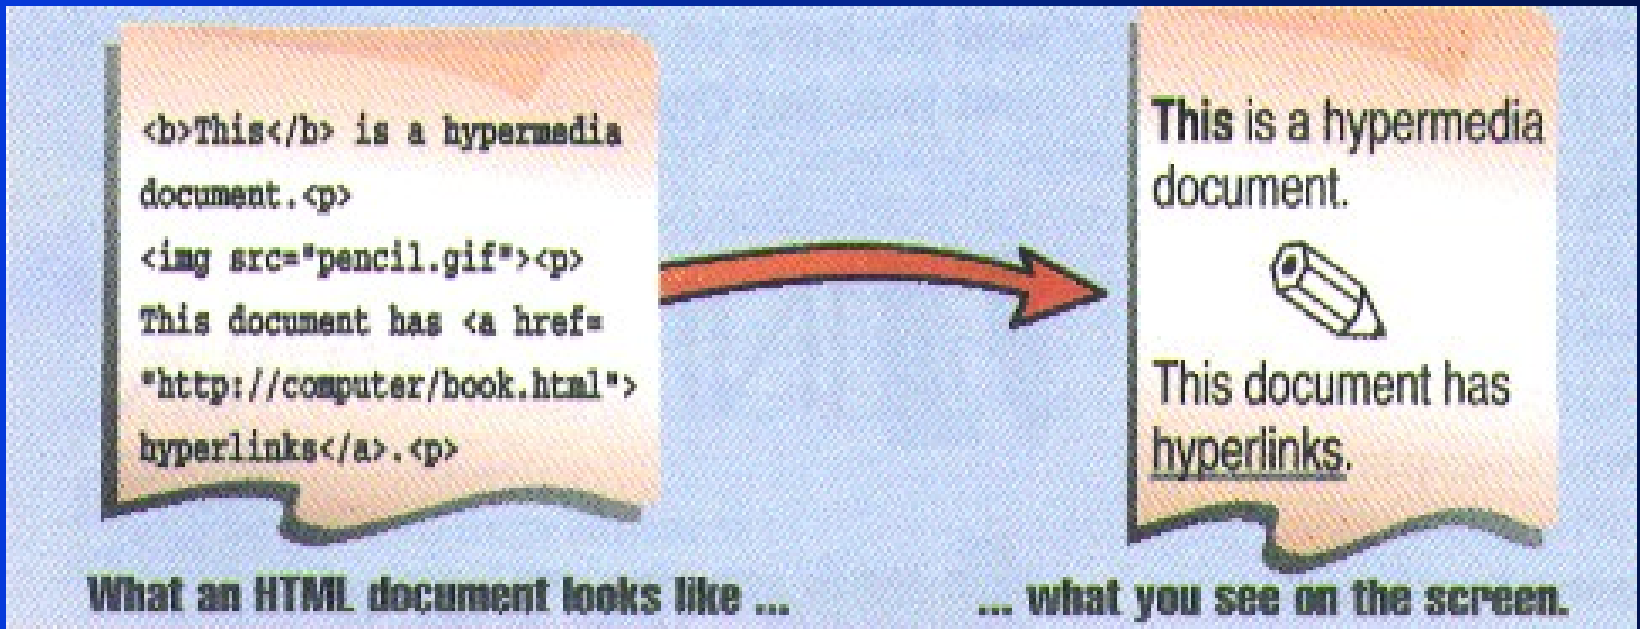 <b>This</b> is a hypermedia
document.<p>
<img src="pencil.gif"><p>
This document has <a href=
"http://computer/book.html">
hyperlinks</a>.<p>
This is a hypermedia
document.
This document has
hyperlinks.
What an HTML document looks like ...
... what you see on the screen.